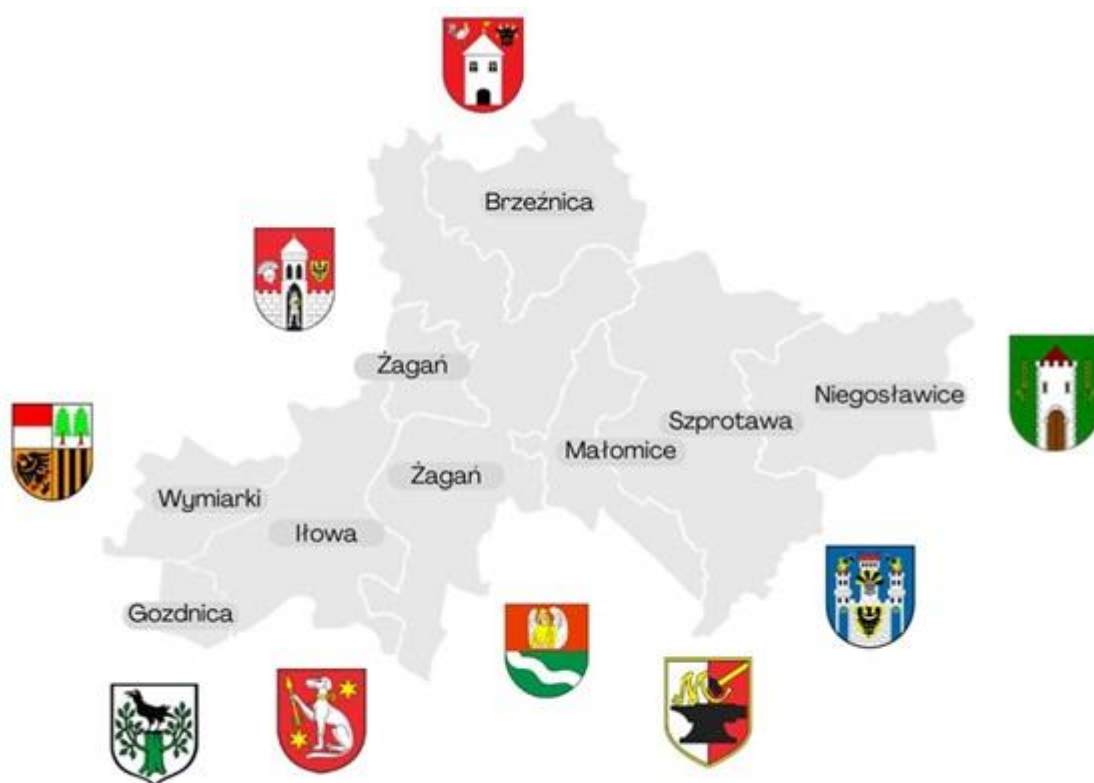 Brzeźnica
Żagań
Niegosławice
Szprotawa
Małomice
Żagań
Wymiarki
Iłowa
Gozdnica
M